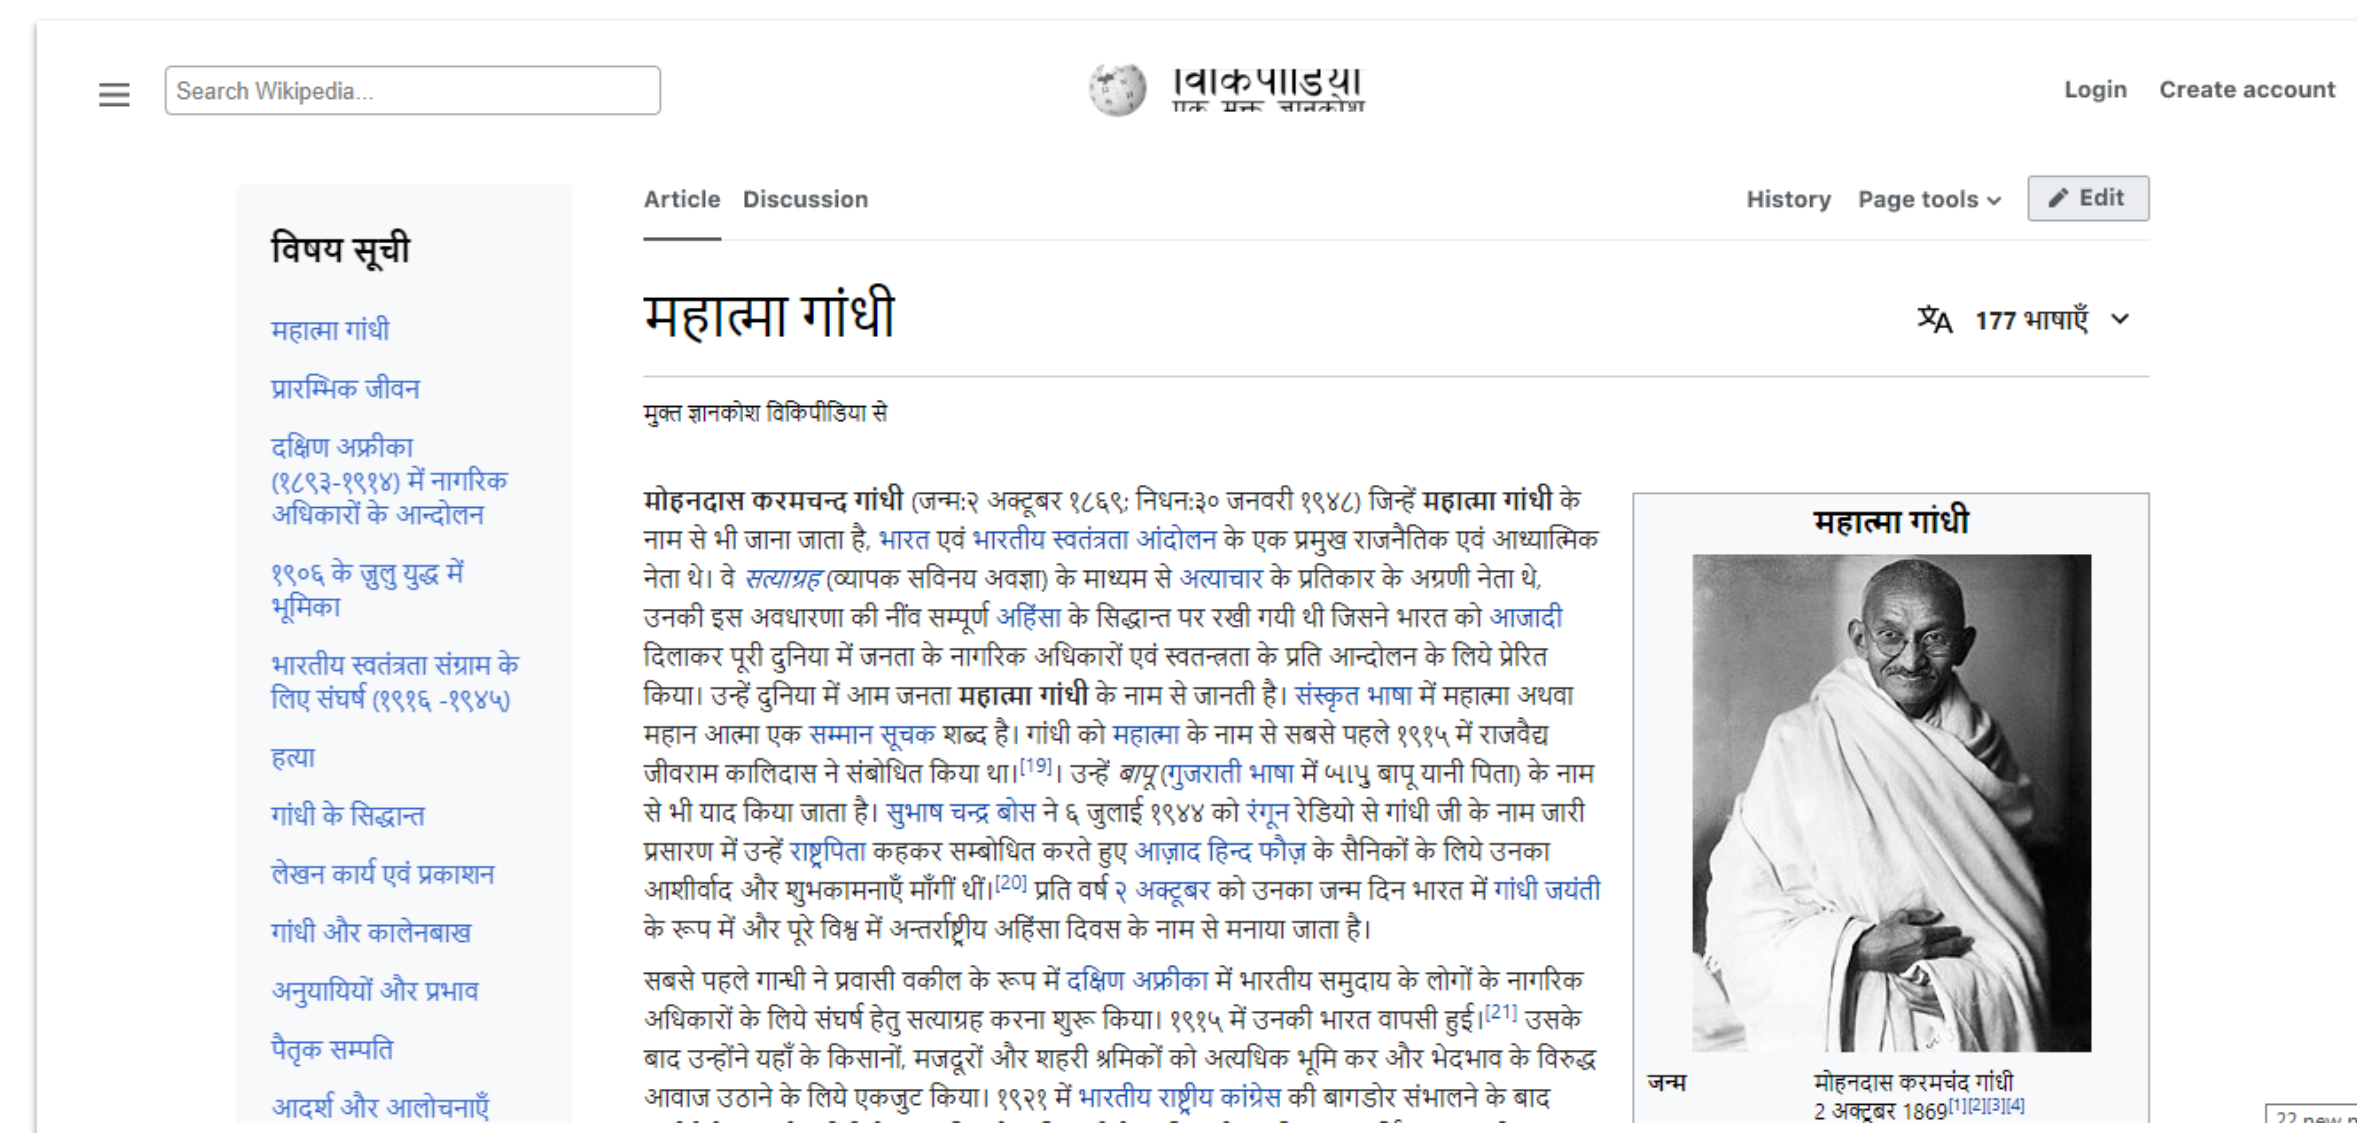 Search Wikipedia...
विकिपीडिया
एक मुक्त ज्ञानकोश
Login Create account
Article Discussion
History Page tools Edit
विषय सूची
महात्मा गांधी
प्रारम्भिक जीवन
दक्षिण अफ्रीका
(१८९३-१९१४) में नागरिक
अधिकारों के आन्दोलन
१९०६ के ज़ुलु युद्ध में
भूमिका
भारतीय स्वतंत्रता संग्राम के
लिए संघर्ष (१९१६ -१९४५)
हत्या
गांधी के सिद्धान्त
लेखन कार्य एवं प्रकाशन
गांधी और कालेनबाख
अनुयायियों और प्रभाव
पैतृक सम्पति
आदर्श और आलोचनाएँ
महात्मा गांधी
177 भाषाएँ
मुक्त ज्ञानकोश विकिपीडिया से
मोहनदास करमचन्द गांधी (जन्म:२ अक्टूबर १८६९; निधन:३० जनवरी १९४८) जिन्हें महात्मा गांधी के
नाम से भी जाना जाता है, भारत एवं भारतीय स्वतंत्रता आंदोलन के एक प्रमुख राजनैतिक एवं आध्यात्मिक
नेता थे। वे सत्याग्रह (व्यापक सविनय अवज्ञा) के माध्यम से अत्याचार के प्रतिकार के अग्रणी नेता थे,
उनकी इस अवधारणा की नींव सम्पूर्ण अहिंसा के सिद्धान्त पर रखी गयी थी जिसने भारत को आजादी
दिलाकर पूरी दुनिया में जनता के नागरिक अधिकारों एवं स्वतन्त्रता के प्रति आन्दोलन के लिये प्रेरित
किया। उन्हें दुनिया में आम जनता महात्मा गांधी के नाम से जानती है। संस्कृत भाषा में महात्मा अथवा
महान आत्मा एक सम्मान सूचक शब्द है। गांधी को महात्मा के नाम से सबसे पहले १९१५ में राजवैद्य
जीवराम कालिदास ने संबोधित किया था।[19]। उन्हें बापू (गुजराती भाषा में બાપુ बापू यानी पिता) के नाम
से भी याद किया जाता है। सुभाष चन्द्र बोस ने ६ जुलाई १९४४ को रंगून रेडियो से गांधी जी के नाम जारी
प्रसारण में उन्हें राष्ट्रपिता कहकर सम्बोधित करते हुए आज़ाद हिन्द फौज़ के सैनिकों के लिये उनका
आशीर्वाद और शुभकामनाएँ माँगीं थीं।[20] प्रति वर्ष २ अक्टूबर को उनका जन्म दिन भारत में गांधी जयंती
के रूप में और पूरे विश्व में अन्तर्राष्ट्रीय अहिंसा दिवस के नाम से मनाया जाता है।
सबसे पहले गान्धी ने प्रवासी वकील के रूप में दक्षिण अफ्रीका में भारतीय समुदाय के लोगों के नागरिक
अधिकारों के लिये संघर्ष हेतु सत्याग्रह करना शुरू किया। १९१५ में उनकी भारत वापसी हुई।[21] उसके
बाद उन्होंने यहाँ के किसानों, मजदूरों और शहरी श्रमिकों को अत्यधिक भूमि कर और भेदभाव के विरुद्ध
आवाज उठाने के लिये एकजुट किया। १९२१ में भारतीय राष्ट्रीय कांग्रेस की बागडोर संभालने के बाद
महात्मा गांधी
जन्म मोहनदास करमचंद गांधी
2 अक्टूबर 1869[1][2][3][4]
22 new